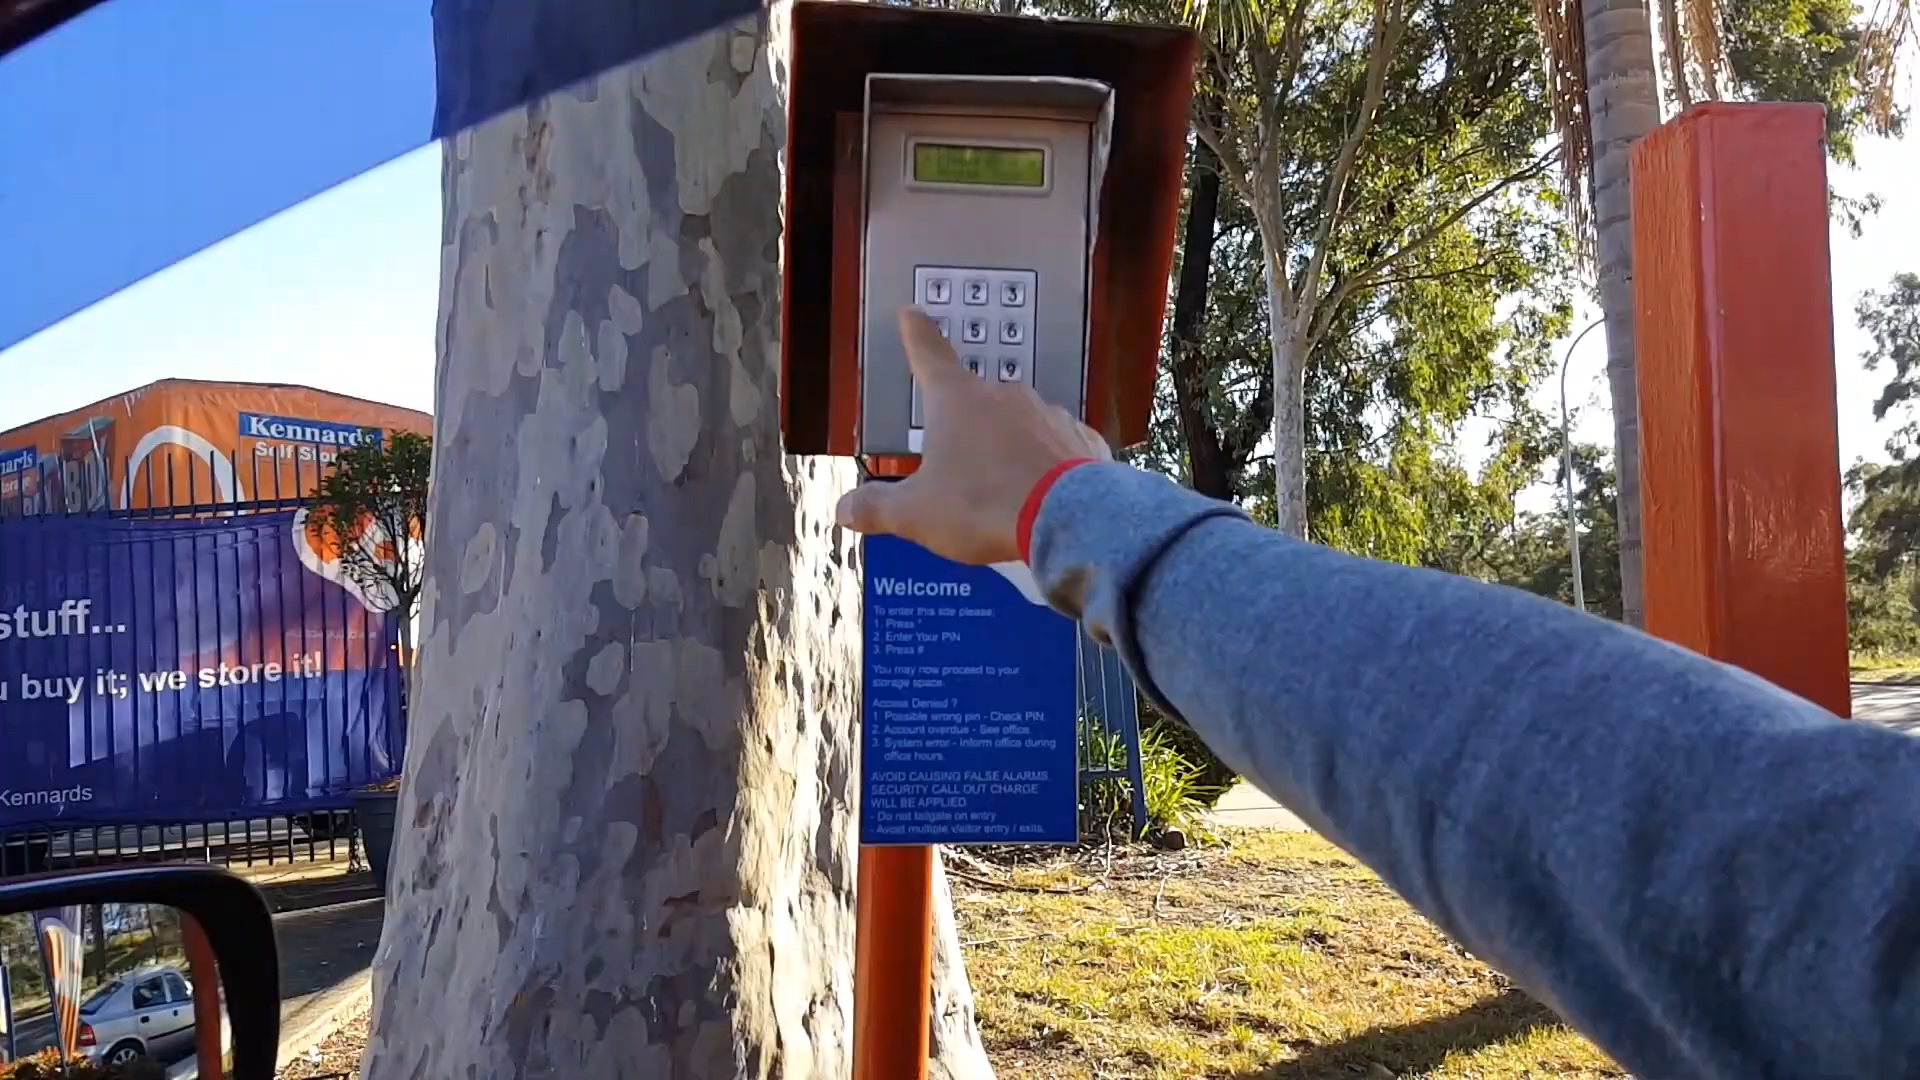 1 2 3
5 6
8 9
Kennards
Self Stor
nards
stuff...
u buy it; we store it!
Kennards
Welcome
To enter this site please:
1. Press *
2. Enter Your PIN
3. Press #
You may now proceed to your
storage space.
Access Denied ?
1. Possible wrong pin - Check PIN
2. Account overdue - See office
3. System error - Inform office during
office hours.
AVOID CAUSING FALSE ALARMS.
SECURITY CALL OUT CHARGE
WILL BE APPLIED
- Do not tailgate on entry
- Avoid multiple visitor entry / exits.